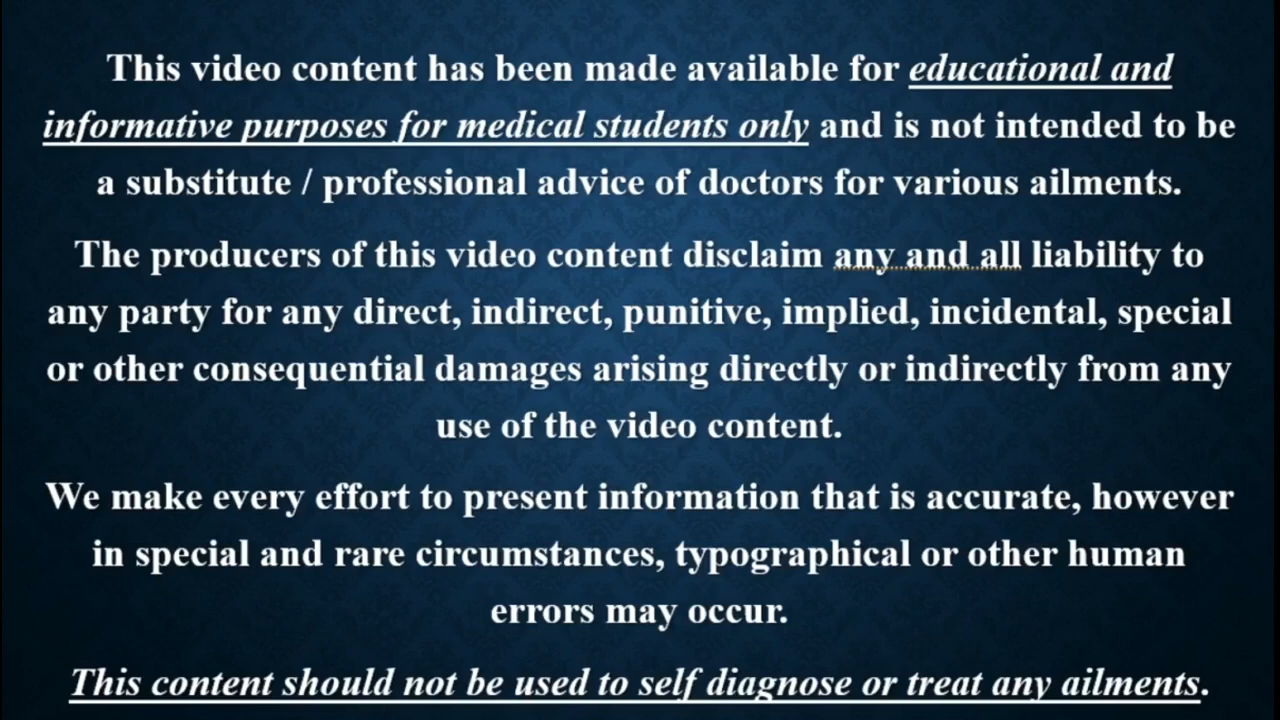 This video content has been made available for educational and
informative purposes for medical students only and is not intended to be
a substitute / professional advice of doctors for various ailments.
The producers of this video content disclaim any and all liability to
any party for any direct, indirect, punitive, implied, incidental, special
or other consequential damages arising directly or indirectly from any
use of the video content.
We make every effort to present information that is accurate, however
in special and rare circumstances, typographical or other human
errors may occur.
This content should not be used to self diagnose or treat any ailments.